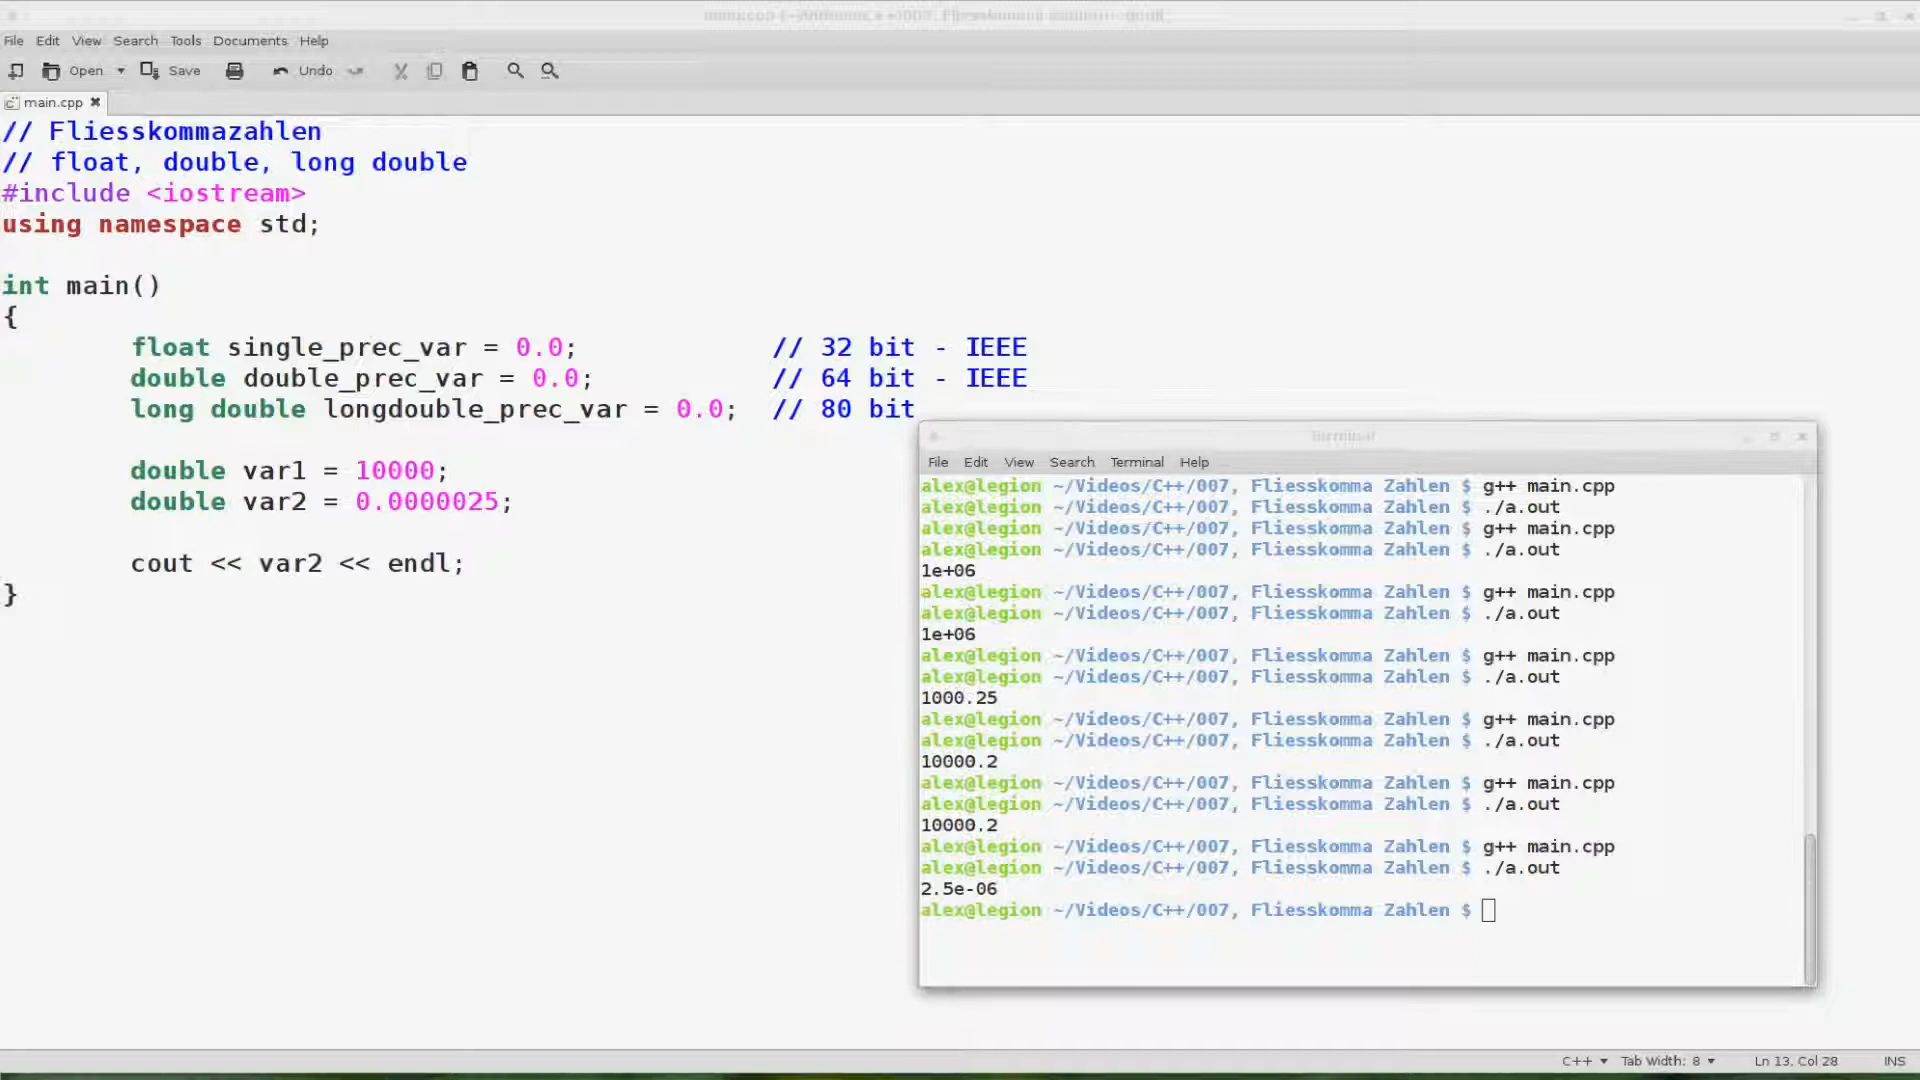 File Edit View Search Tools Documents Help
Open Save Undo
main.cpp
// Fliesskommazahlen
// float, double, long double
#include <iostream>
using namespace std;
int main()
{
float single_prec_var = 0.0; // 32 bit - IEEE
double double_prec_var = 0.0; // 64 bit - IEEE
long double longdouble_prec_var = 0.0; // 80 bit
double var1 = 10000;
double var2 = 0.0000025;
cout << var2 << endl;
}
Terminal
File Edit View Search Terminal Help
alex@legion ~/Videos/C++/007, Fliesskomma Zahlen $ g++ main.cpp
alex@legion ~/Videos/C++/007, Fliesskomma Zahlen $ ./a.out
alex@legion ~/Videos/C++/007, Fliesskomma Zahlen $ g++ main.cpp
alex@legion ~/Videos/C++/007, Fliesskomma Zahlen $ ./a.out
1e+06
alex@legion ~/Videos/C++/007, Fliesskomma Zahlen $ g++ main.cpp
alex@legion ~/Videos/C++/007, Fliesskomma Zahlen $ ./a.out
1e+06
alex@legion ~/Videos/C++/007, Fliesskomma Zahlen $ g++ main.cpp
alex@legion ~/Videos/C++/007, Fliesskomma Zahlen $ ./a.out
1000.25
alex@legion ~/Videos/C++/007, Fliesskomma Zahlen $ g++ main.cpp
alex@legion ~/Videos/C++/007, Fliesskomma Zahlen $ ./a.out
10000.2
alex@legion ~/Videos/C++/007, Fliesskomma Zahlen $ g++ main.cpp
alex@legion ~/Videos/C++/007, Fliesskomma Zahlen $ ./a.out
10000.2
alex@legion ~/Videos/C++/007, Fliesskomma Zahlen $ g++ main.cpp
alex@legion ~/Videos/C++/007, Fliesskomma Zahlen $ ./a.out
2.5e-06
alex@legion ~/Videos/C++/007, Fliesskomma Zahlen $
C++ Tab Width: 8 Ln 13, Col 28 INS